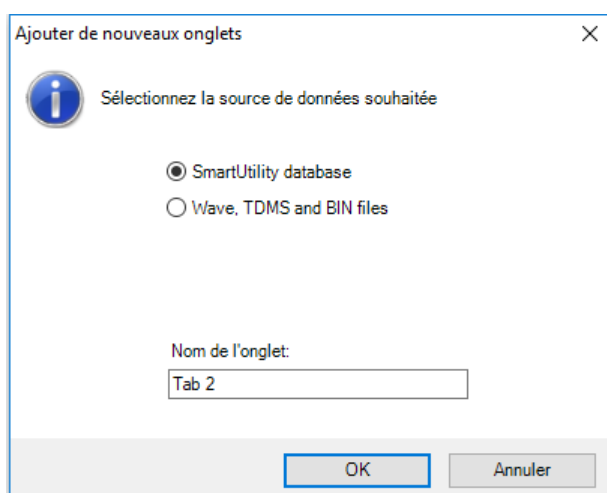 Ajouter de nouveaux onglets
Sélectionnez la source de données souhaitée
SmartUtility database
Wave, TDMS and BIN files
Nom de l'onglet:
Tab 2
OK
Annuler